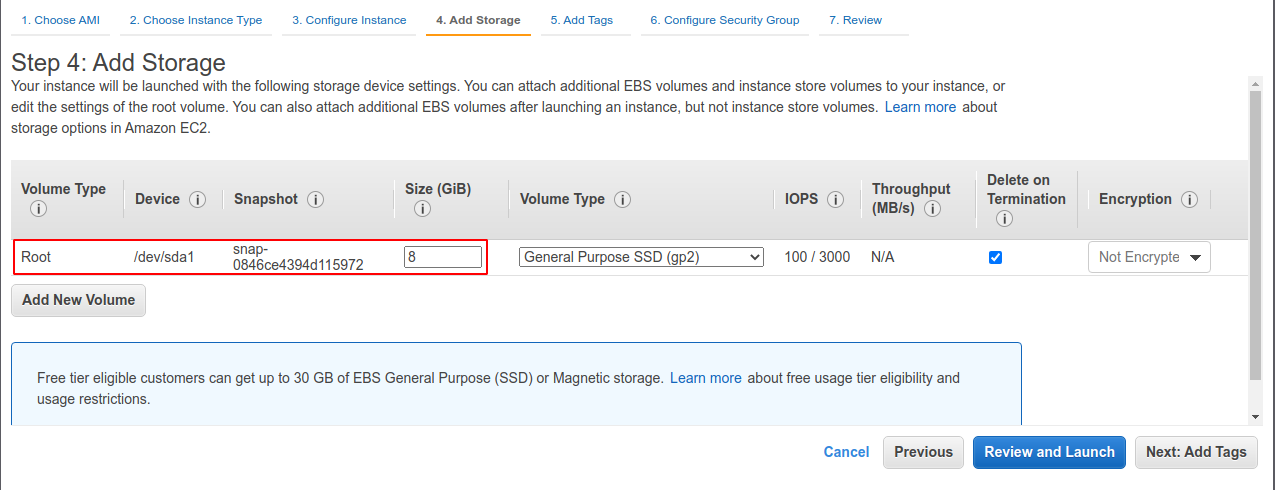 1. Choose AMI 2. Choose Instance Type 3. Configure Instance 4. Add Storage 5. Add Tags 6. Configure Security Group 7. Review
Step 4: Add Storage
Your instance will be launched with the following storage device settings. You can attach additional EBS volumes and instance store volumes to your instance, or
edit the settings of the root volume. You can also attach additional EBS volumes after launching an instance, but not instance store volumes. Learn more about
storage options in Amazon EC2.
Volume Type i Device i Snapshot i Size (GiB) i Volume Type i IOPS i Throughput (MB/s) i Delete on Termination i Encryption i
Root /dev/sda1 snap-0846ce4394d115972 8 General Purpose SSD (gp2) 100 / 3000 N/A Not Encrypte
Add New Volume
Free tier eligible customers can get up to 30 GB of EBS General Purpose (SSD) or Magnetic storage. Learn more about free usage tier eligibility and
usage restrictions.
Cancel Previous Review and Launch Next: Add Tags